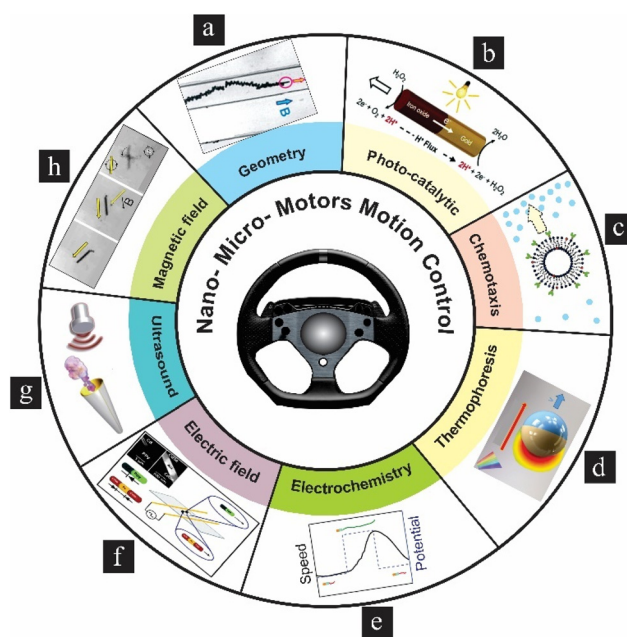 a
b
c
d
e
f
g
h
Nano- Micro- Motors Motion Control
Geometry
B
Photo-catalytic
H₂O₂
2e + O₂ + 2H⁺
Iron oxide
Gold
2H₂O
H⁺ Flux
2H⁺ + 2e + H₂O₂
Chemotaxis
Thermophoresis
Electrochemistry
Speed
Potential
Electric field
Ultrasound
Magnetic field
B